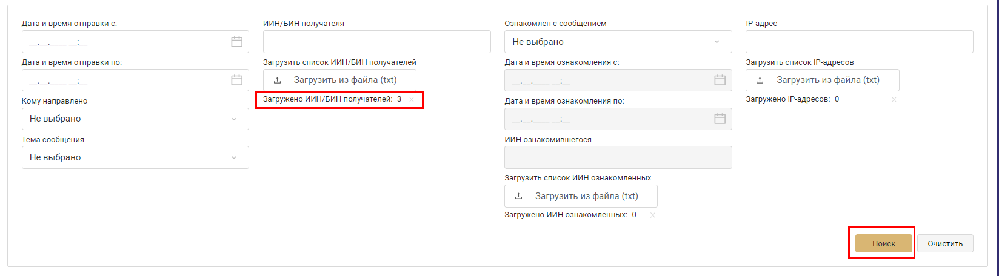 Дата и время отправки с:
__.__.____ __:__
Дата и время отправки по:
__.__.____ __:__
Кому направлено
Не выбрано
Тема сообщения
Не выбрано
ИИН/БИН получателя
Загрузить список ИИН/БИН получателей
Загрузить из файла (txt)
Загружено ИИН/БИН получателей: 3
Ознакомлен с сообщением
Не выбрано
Дата и время ознакомления с:
__.__.____ __:__
Дата и время ознакомления по:
__.__.____ __:__
ИИН ознакомившегося
Загрузить список ИИН ознакомленных
Загрузить из файла (txt)
Загружено ИИН ознакомленных: 0
IP-адрес
Загрузить список IP-адресов
Загрузить из файла (txt)
Загружено IP-адресов: 0
Поиск
Очистить